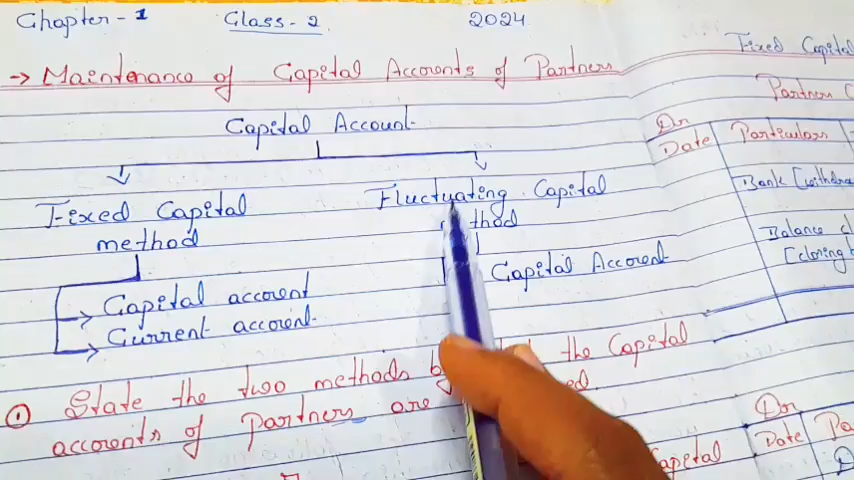 Chapter - 1 Class - 2 2024
→ Maintenance of Capital Accounts of Partners
Capital Account
Fixed Capital method
Fluctuating Capital
Capital Account
→ Capital account
→ Current account
① State the two methods the Capital
accounts of Partners are
Capital
Fixed Capital
Partners
Dr
Date Particulars
Bank
Balance
Dr
Date